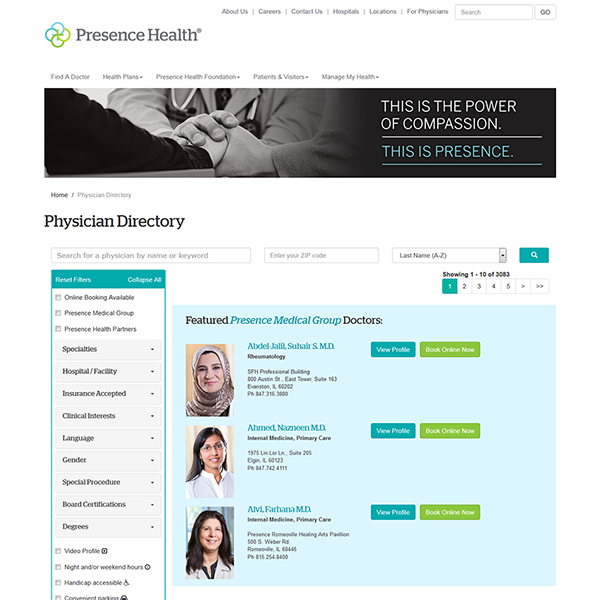 About Us | Careers | Contact Us | Hospitals | Locations | For Physicians
Search
GO
Presence Health®
Find A Doctor
Health Plans
Presence Health Foundation
Patients & Visitors
Manage My Health
THIS IS THE POWER
OF COMPASSION.
THIS IS PRESENCE.
Home / Physician Directory
Physician Directory
Search for a physician by name or keyword
Enter your ZIP code
Last Name (A-Z)
Showing 1 - 10 of 3083
1 2 3 4 5 > >>
Reset Filters
Collapse All
Online Booking Available
Presence Medical Group
Presence Health Partners
Specialties
Hospital / Facility
Insurance Accepted
Clinical Interests
Language
Gender
Special Procedure
Board Certifications
Degrees
Video Profile
Night and/or weekend hours
Handicap accessible
Convenient parking
Featured Presence Medical Group Doctors:
Abdel-Jalil, Suhair S. M.D.
Rheumatology
SFH Professional Building
800 Austin St., East Tower, Suite 163
Evanston, IL 60202
Ph 847.316.3880
View Profile
Book Online Now
Ahmed, Nazneen M.D.
Internal Medicine, Primary Care
1975 Lin Lor Ln., Suite 205
Elgin, IL 60123
Ph 847.742.4111
View Profile
Book Online Now
Alvi, Farhana M.D.
Internal Medicine, Primary Care
Presence Romeoville Healing Arts Pavilion
500 S. Weber Rd.
Romeoville, IL 60446
Ph 815.254.8400
View Profile
Book Online Now